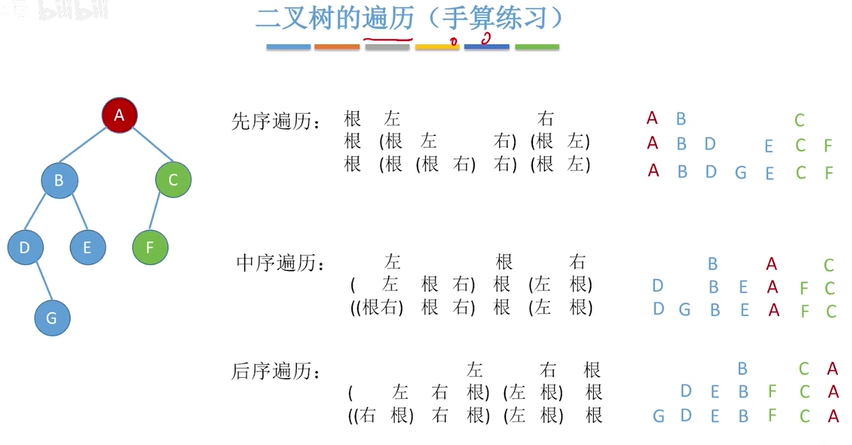 bilibili
二叉树的遍历（手算练习）
A
B C
D E F
G
先序遍历： 根 左 右 A B C
根 (根 左 右) (根 左) A B D E C F
根 (根 (根 右) 右) (根 左) A B D G E C F
中序遍历： 左 根 右 B A C
( 左 根 右) 根 (左 根) D B E A F C
((根右) 根 右) 根 (左 根) D G B E A F C
后序遍历： 左 右 根 B C A
( 左 右 根) (左 根) 根 D E B F C A
((右 根) 右 根) (左 根) 根 G D E B F C A